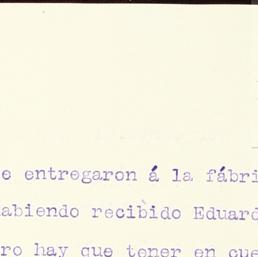 e entregaron á la fábri
abiendo recibido Eduard
ro hay que tener en cue